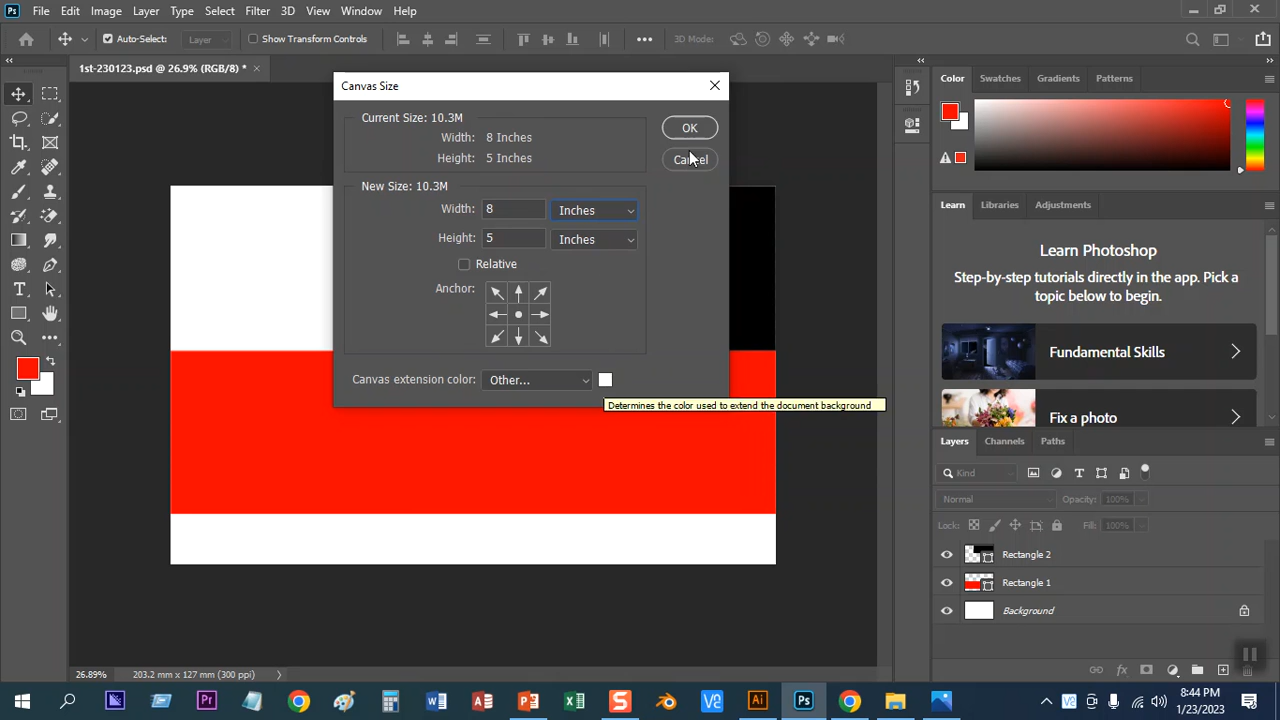 Ps File Edit Image Layer Type Select Filter 3D View Window Help
Auto-Select: Layer Show Transform Controls 3D Mode:
1st-230123.psd @ 26.9% (RGB/8) *
Canvas Size
Current Size: 10.3M
Width: 8 Inches
Height: 5 Inches
OK
Cancel
New Size: 10.3M
Width: 8 Inches
Height: 5 Inches
Relative
Anchor:
Canvas extension color: Other...
Determines the color used to extend the document background
Color Swatches Gradients Patterns
Learn Libraries Adjustments
Learn Photoshop
Step-by-step tutorials directly in the app. Pick a
topic below to begin.
Fundamental Skills
Fix a photo
Layers Channels Paths
Kind
Normal Opacity: 100%
Lock: Fill: 100%
Rectangle 2
Rectangle 1
Background
26.89% 203.2 mm x 127 mm (300 ppi)
Pr W A P X S Ai Ps
8:44 PM
1/23/2023